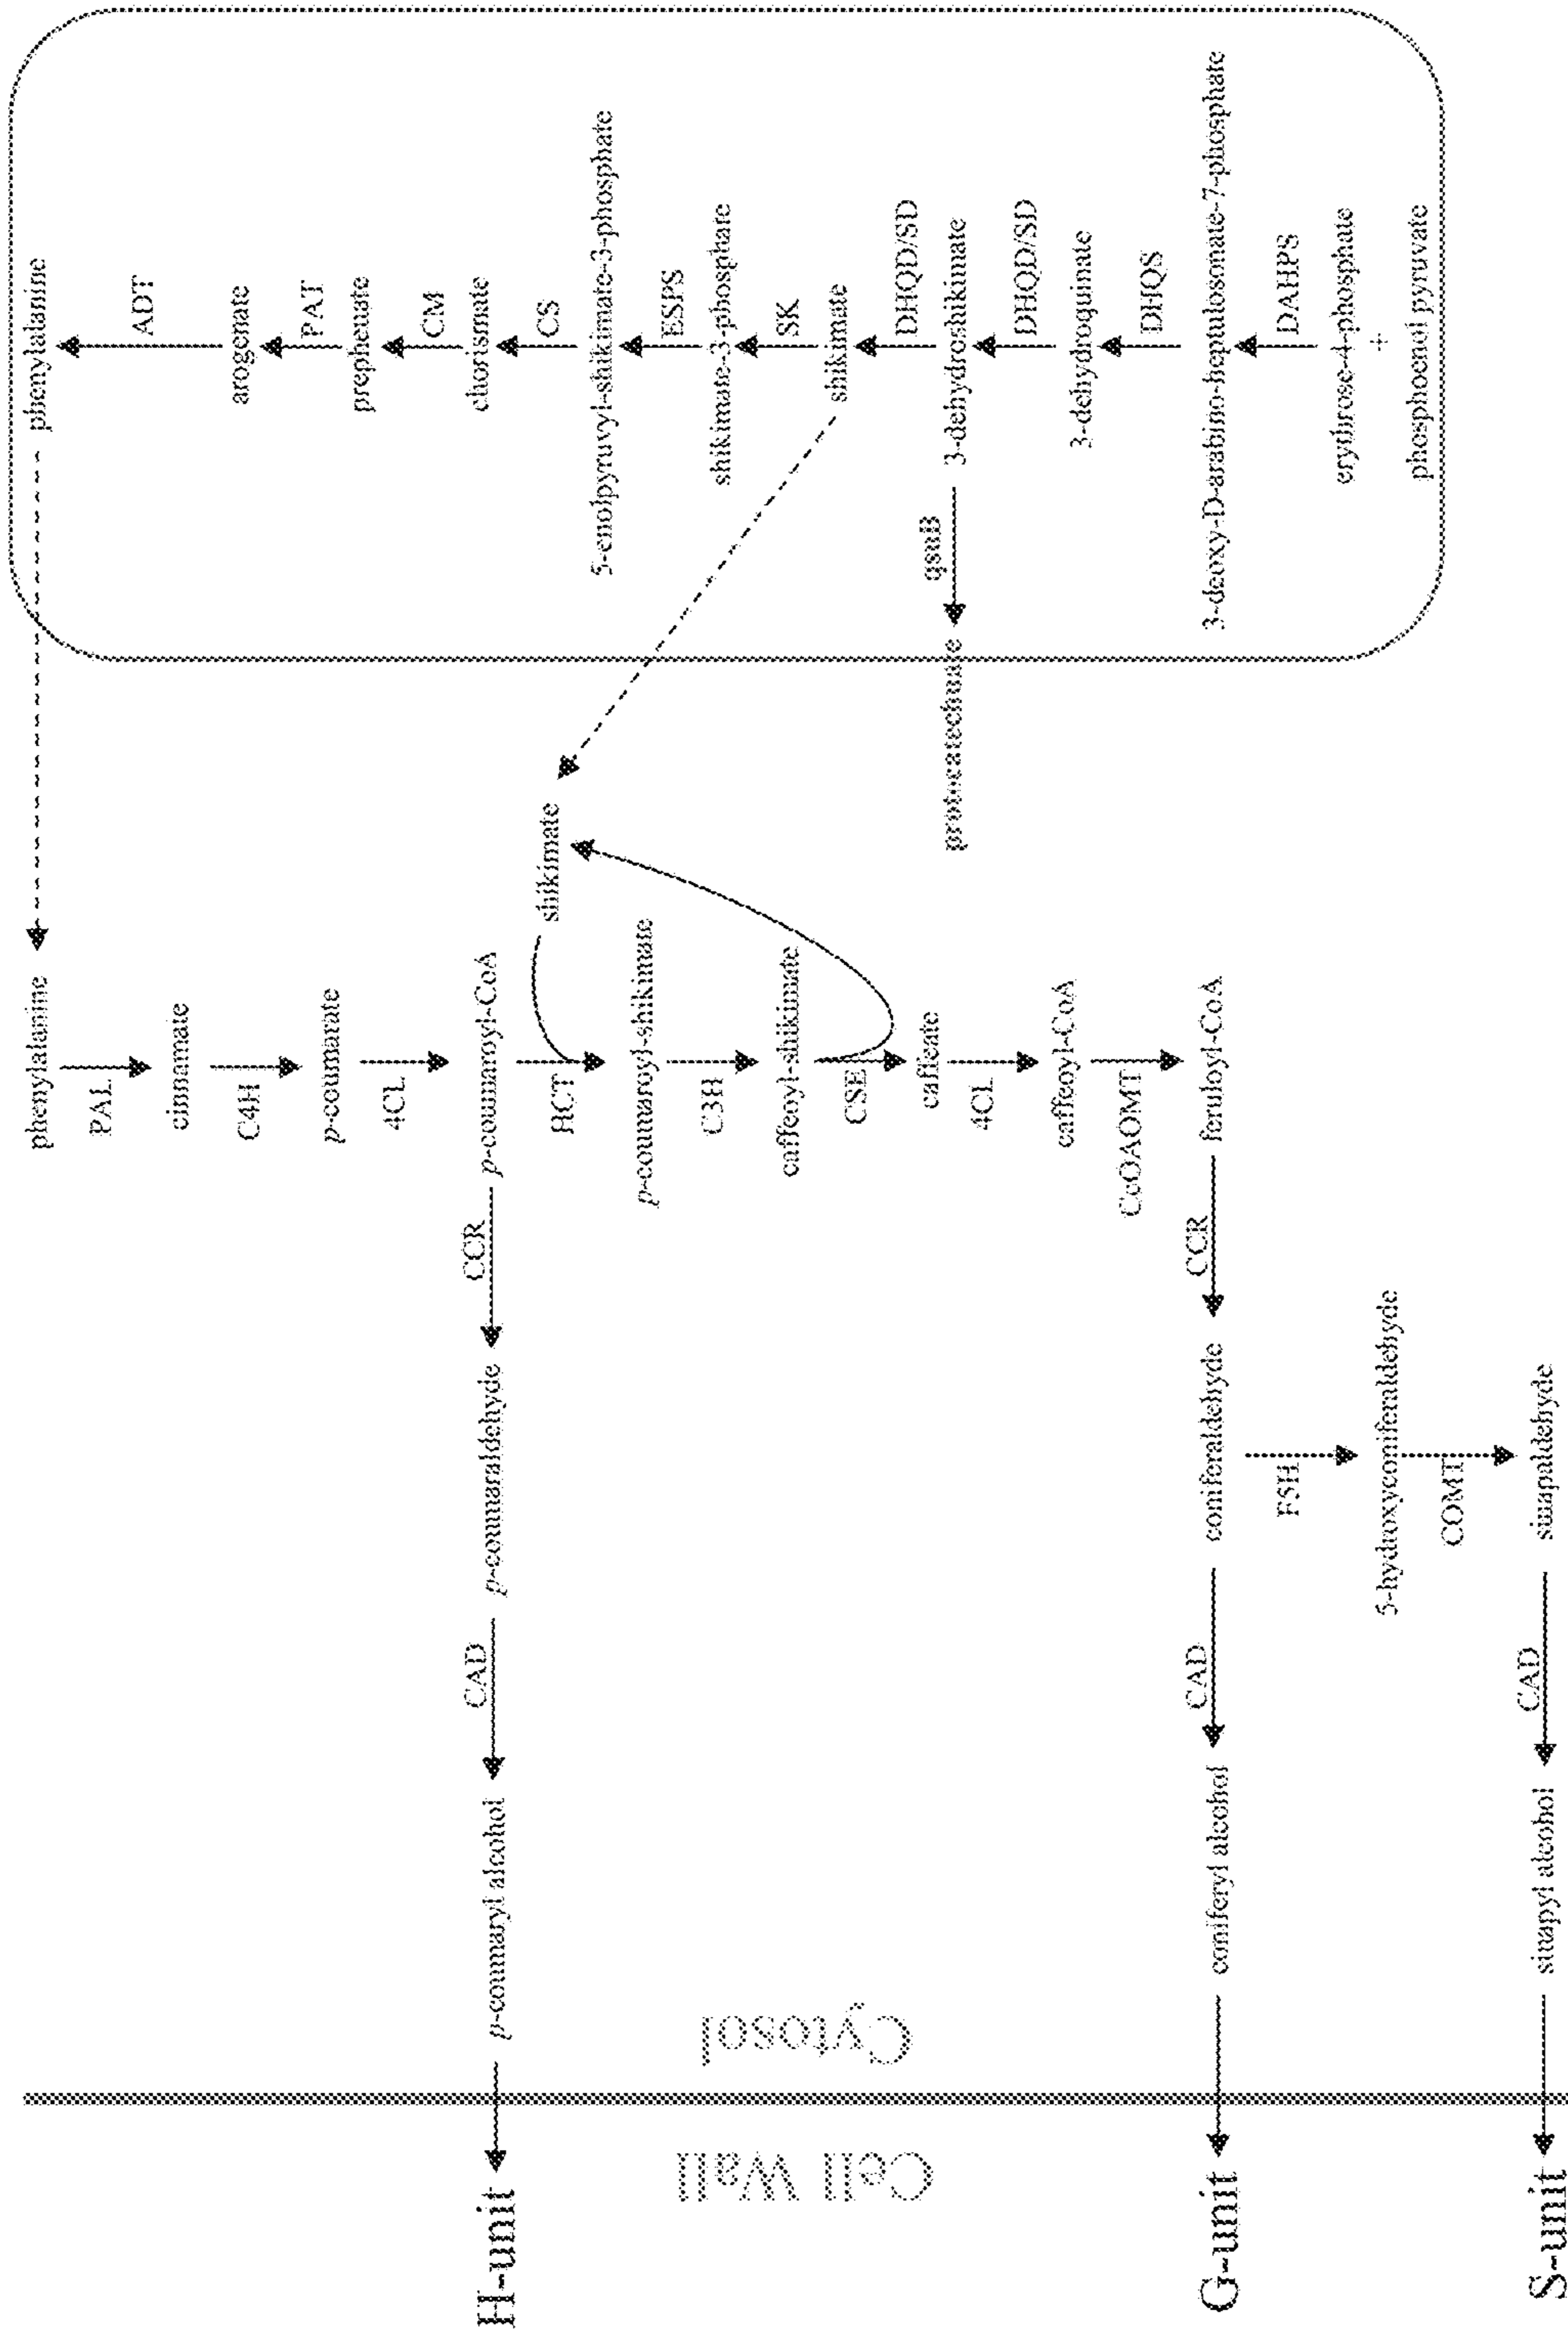 phenylalanine
ADT
arogenate
PAT
prephenate
CM
chorismate
CS
5-enolpyruvyl-shikimate-3-phosphate
ESPS
shikimate-3-phosphate
SK
shikimate
DHQD/SD
3-dehydroshikimate
qsuB
protocatechuate
DHQD/SD
3-dehydroquinate
DHQS
3-deoxy-D-arabino-heptulosonate-7-phosphate
DAHPS
erythrose-4-phosphate
+
phosphoenol pyruvate
phenylalanine
PAL
cinnamate
C4H
p-coumarate
4CL
p-coumaroyl-CoA
HCT
shikimate
p-coumaroyl-shikimate
C3H
caffeoyl-shikimate
CSE
caffeate
4CL
caffeoyl-CoA
CoOAOMT
feruloyl-CoA
CCR
p-coumaraldehyde
CAD
p-coumaryl alcohol
H-unit
CCR
coniferaldehyde
CAD
coniferyl alcohol
G-unit
F5H
5-hydroxyconiferaldehyde
COMT
sinapaldehyde
CAD
sinapyl alcohol
S-unit
Cytosol
Cell Wall